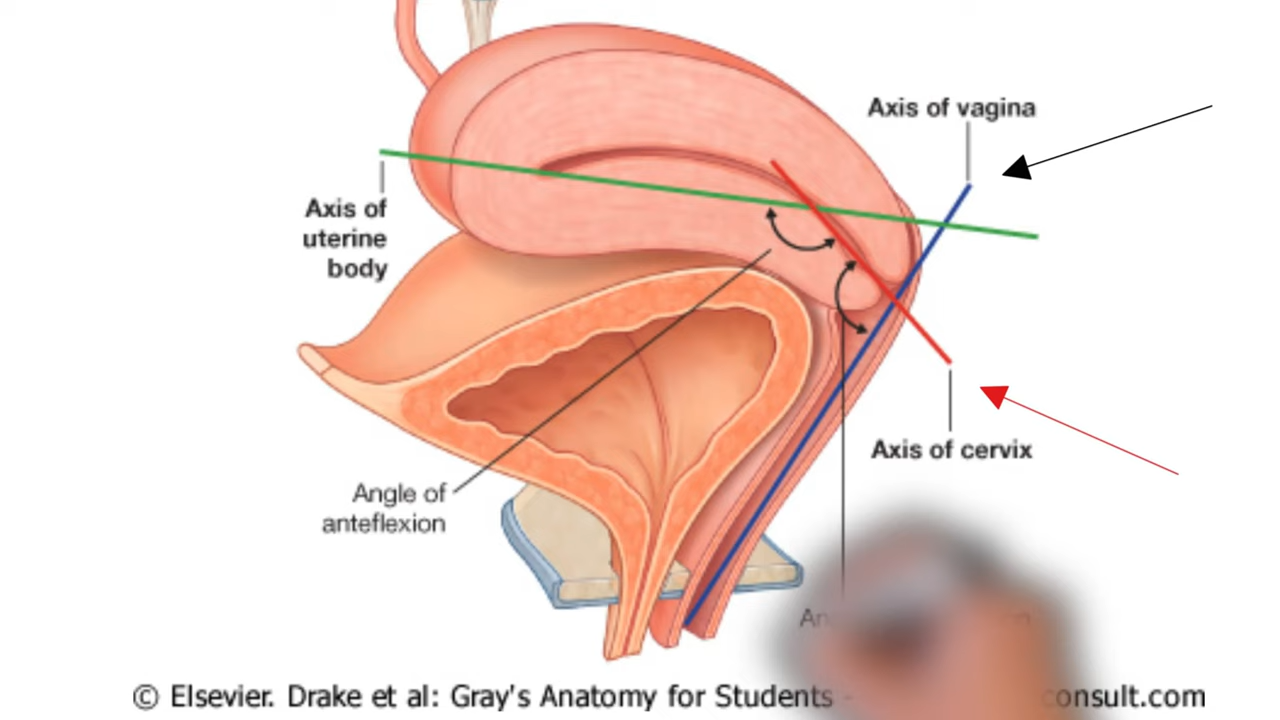 Axis of vagina
Axis of
uterine
body
Axis of cervix
Angle of
anteflexion
© Elsevier. Drake et al: Gray's Anatomy for Students - consult.com